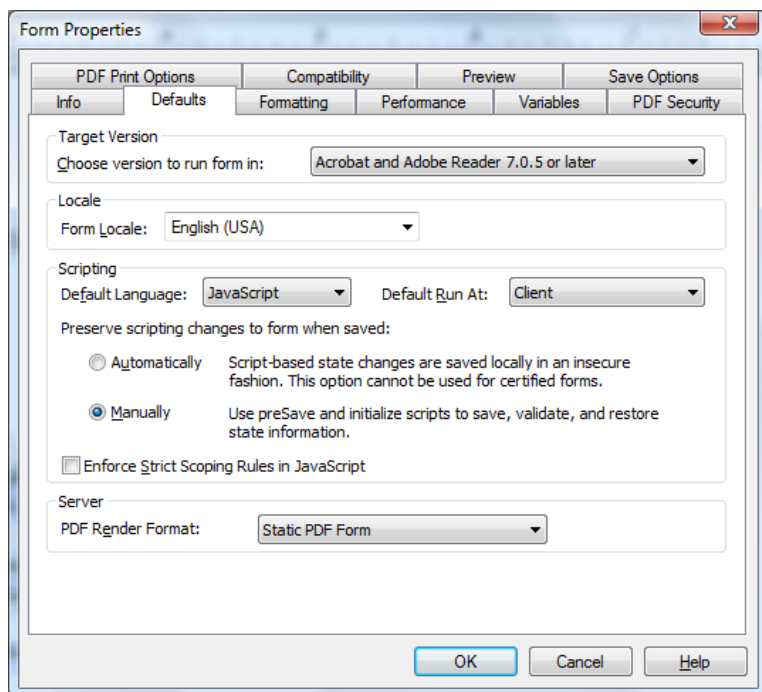 Form Properties
PDF Print Options Compatibility Preview Save Options
Info Defaults Formatting Performance Variables PDF Security
Target Version
Choose version to run form in: Acrobat and Adobe Reader 7.0.5 or later
Locale
Form Locale: English (USA)
Scripting
Default Language: JavaScript Default Run At: Client
Preserve scripting changes to form when saved:
Automatically Script-based state changes are saved locally in an insecure
fashion. This option cannot be used for certified forms.
Manually Use preSave and initialize scripts to save, validate, and restore
state information.
Enforce Strict Scoping Rules in JavaScript
Server
PDF Render Format: Static PDF Form
OK Cancel Help